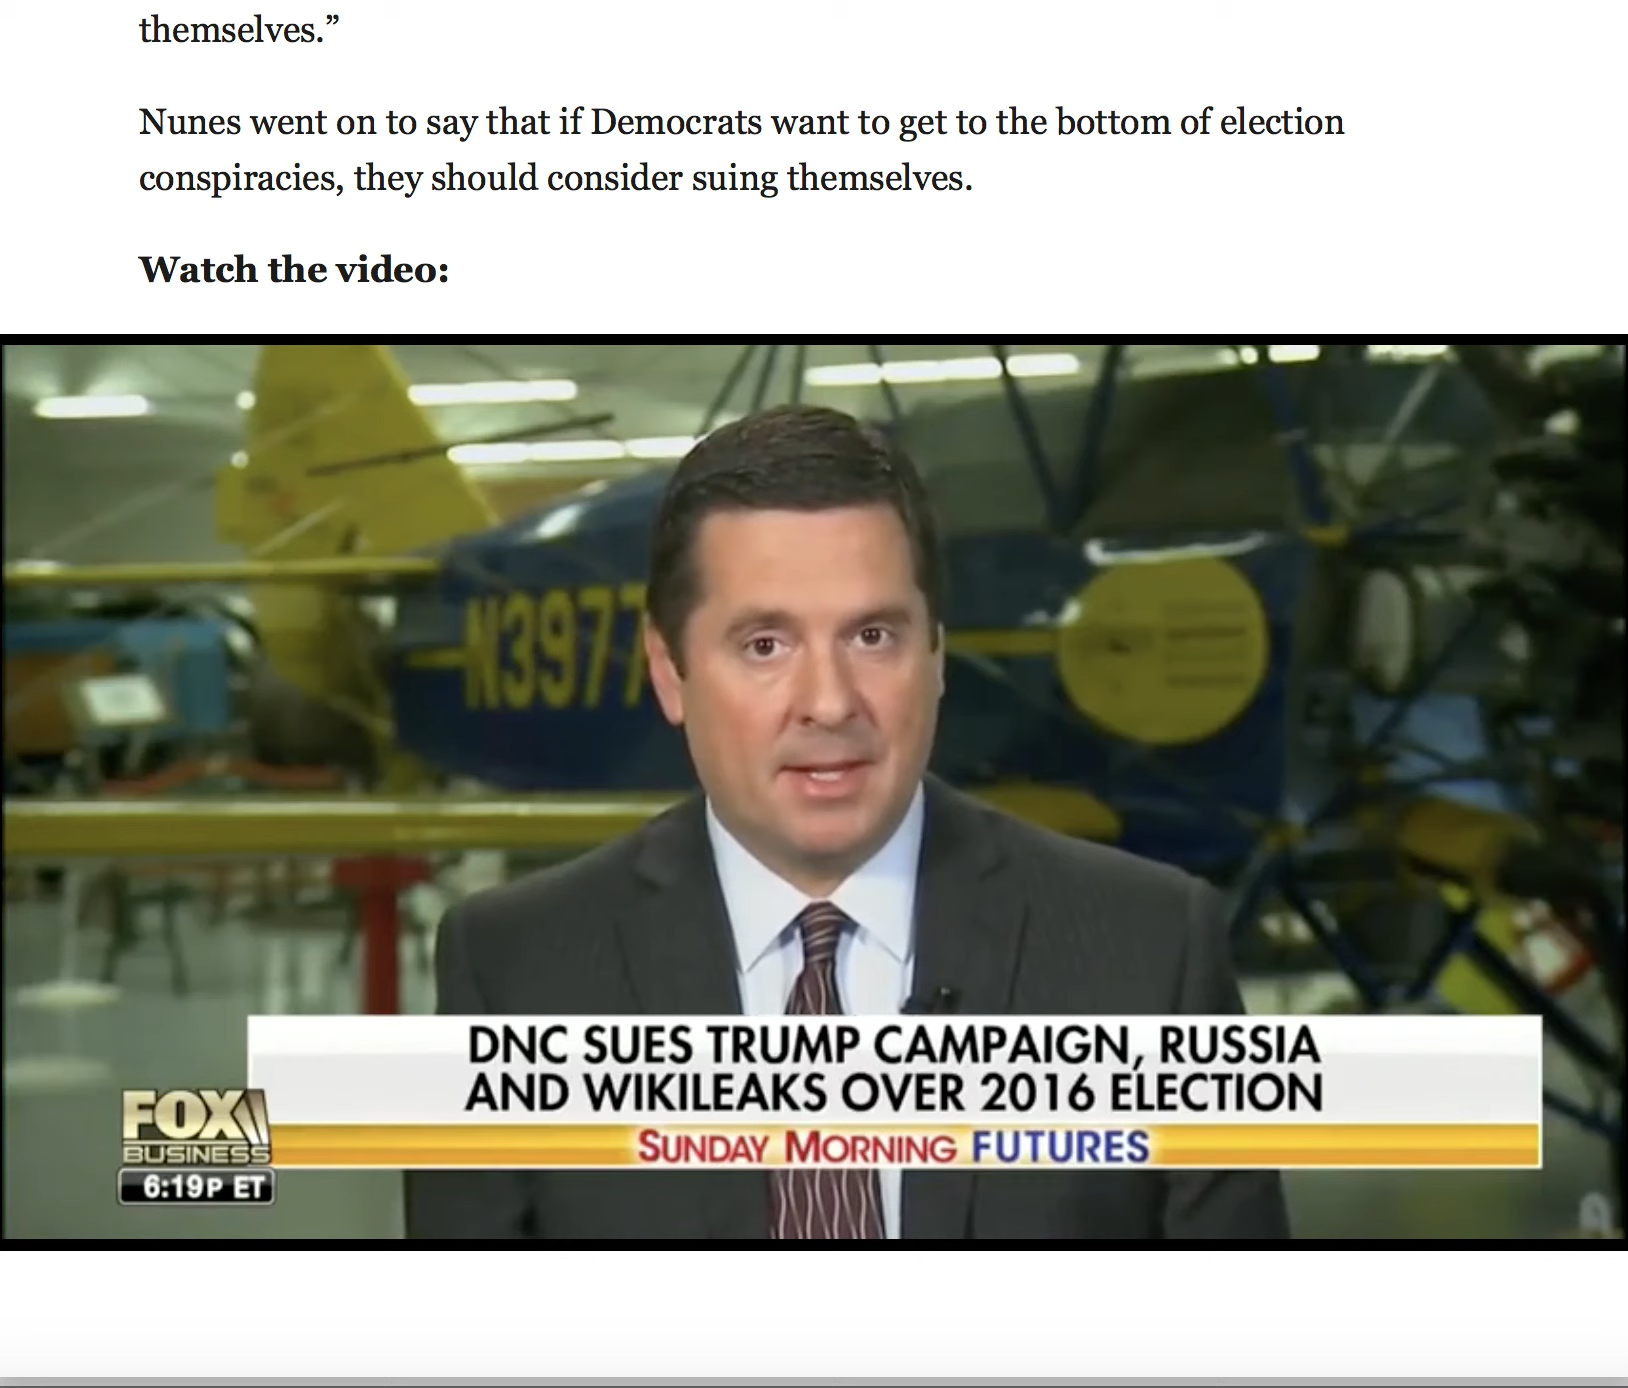 themselves.”
Nunes went on to say that if Democrats want to get to the bottom of election
conspiracies, they should consider suing themselves.
Watch the video:
N3977
DNC SUES TRUMP CAMPAIGN, RUSSIA
AND WIKILEAKS OVER 2016 ELECTION
SUNDAY MORNING FUTURES
FOX
BUSINESS
6:19P ET